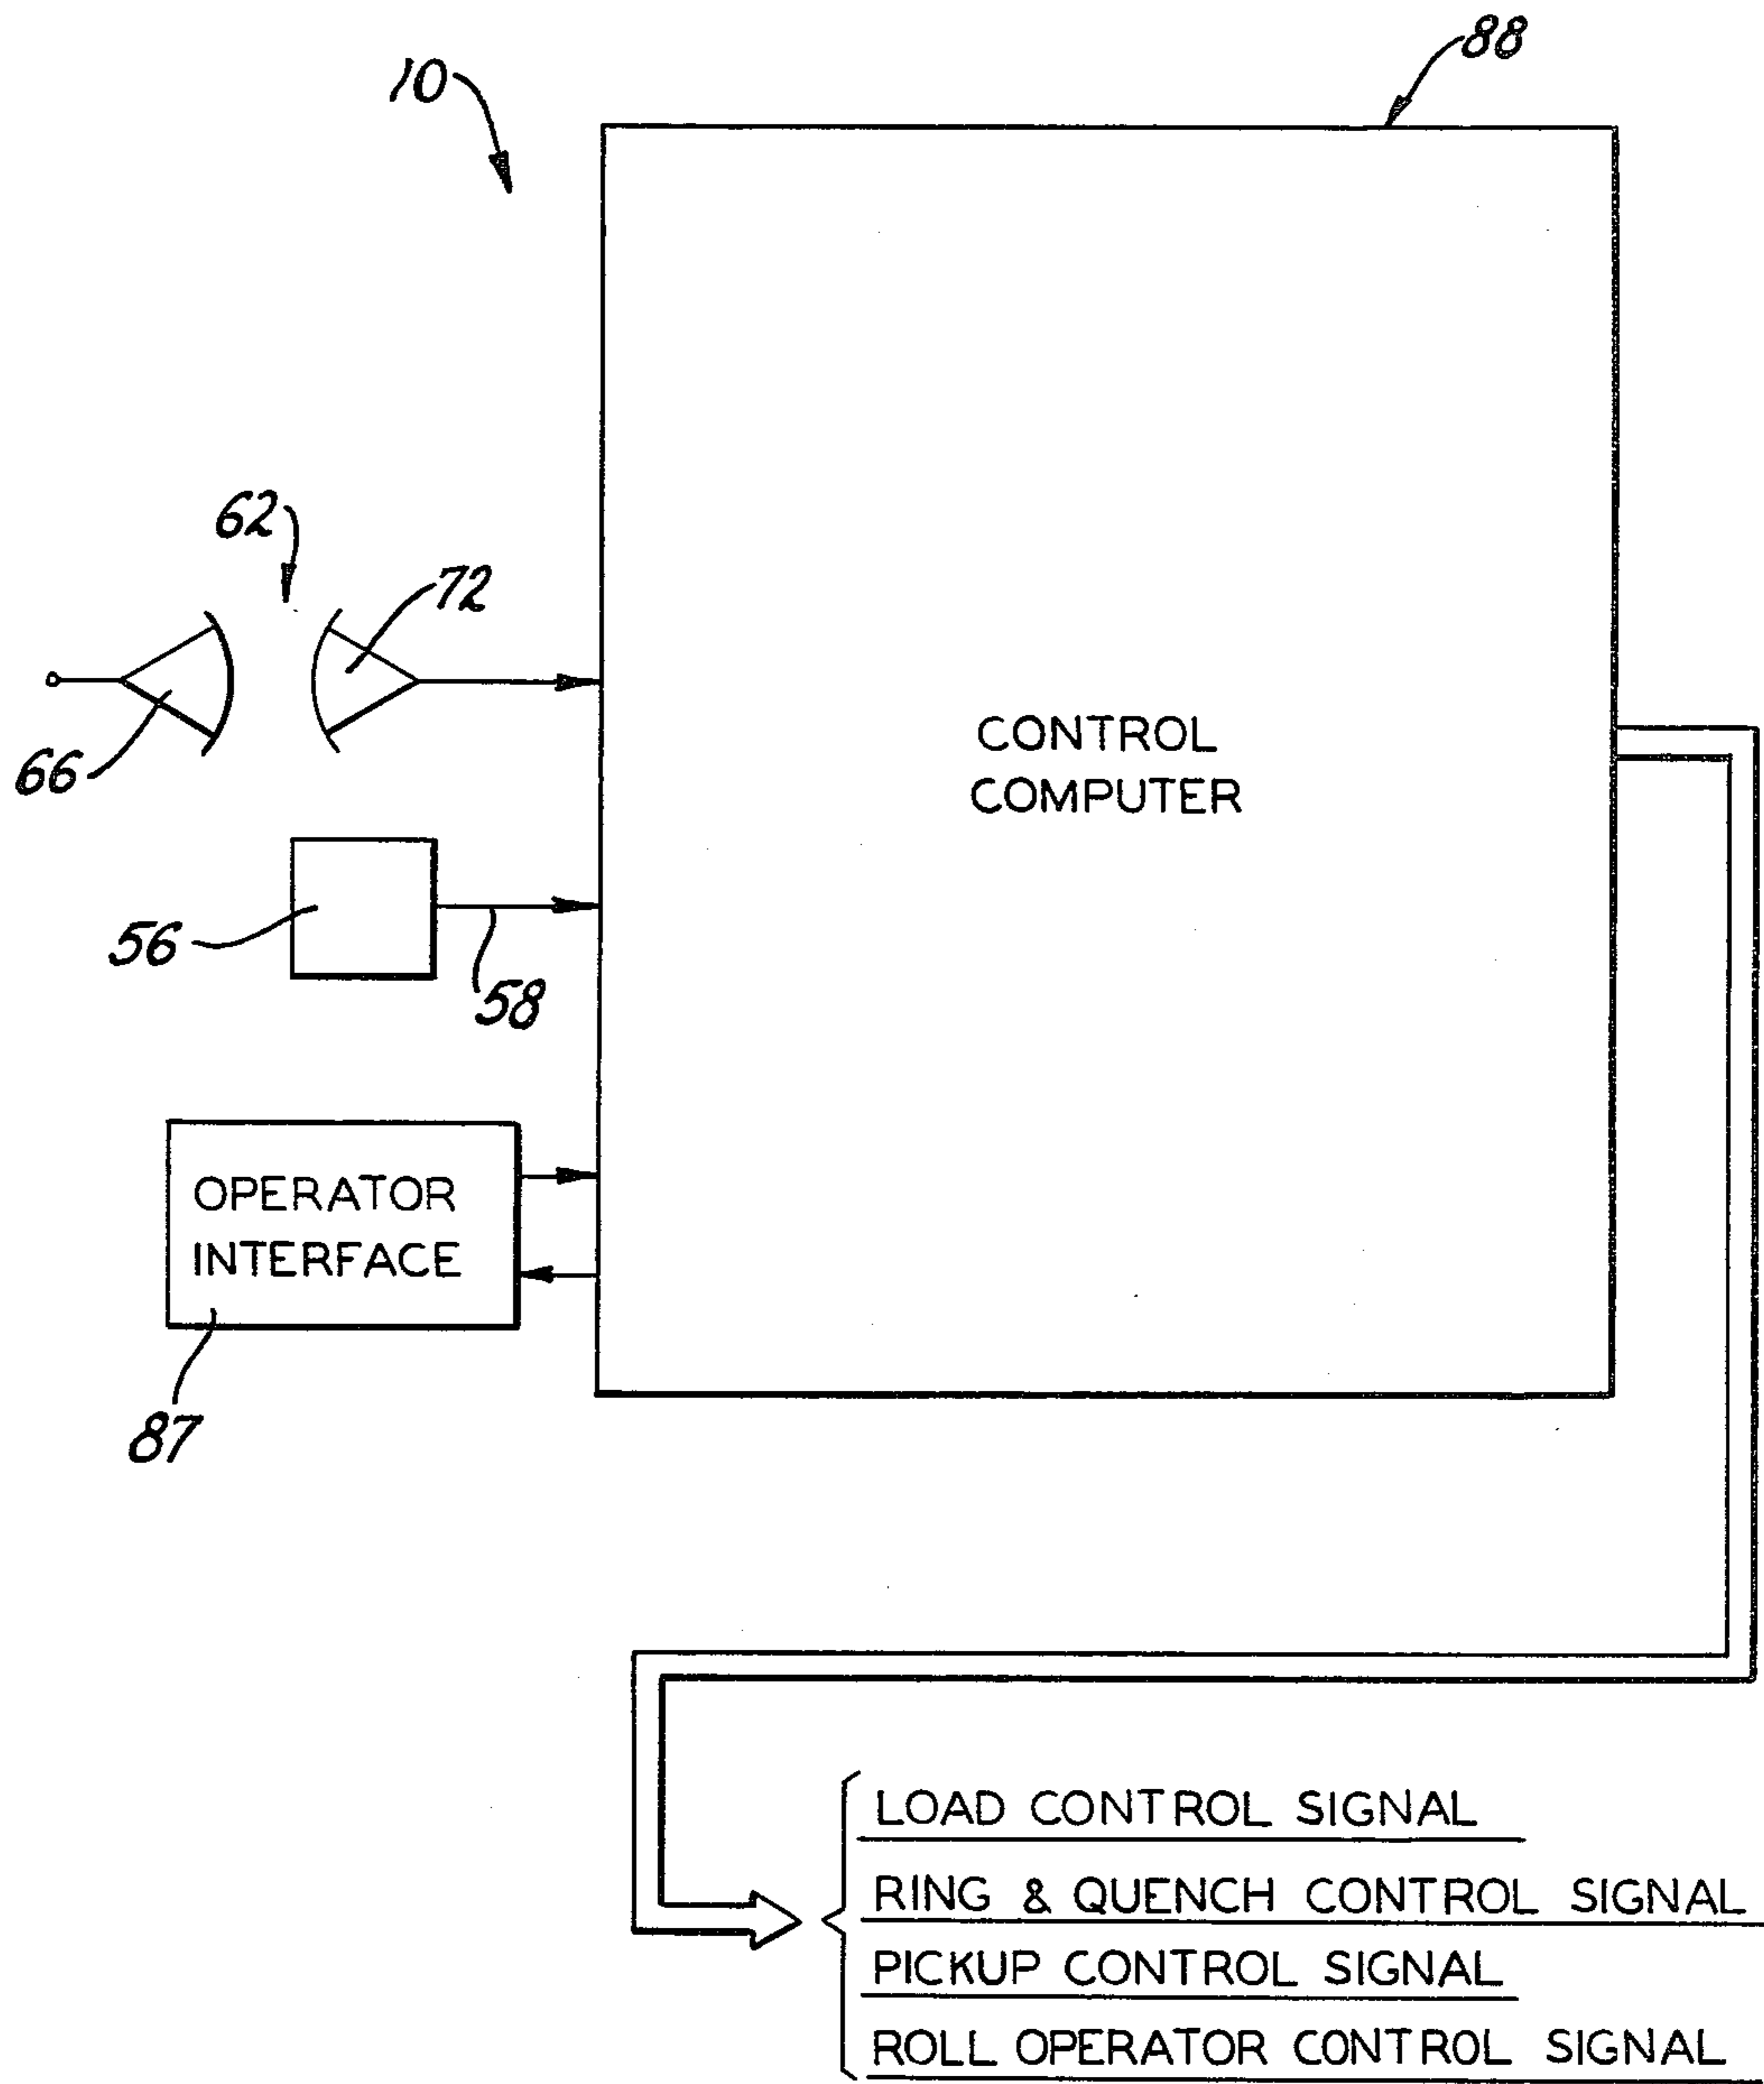 88
10
62
72
66
CONTROL
COMPUTER
56
58
OPERATOR
INTERFACE
87
LOAD CONTROL SIGNAL
RING & QUENCH CONTROL SIGNAL
PICKUP CONTROL SIGNAL
ROLL OPERATOR CONTROL SIGNAL